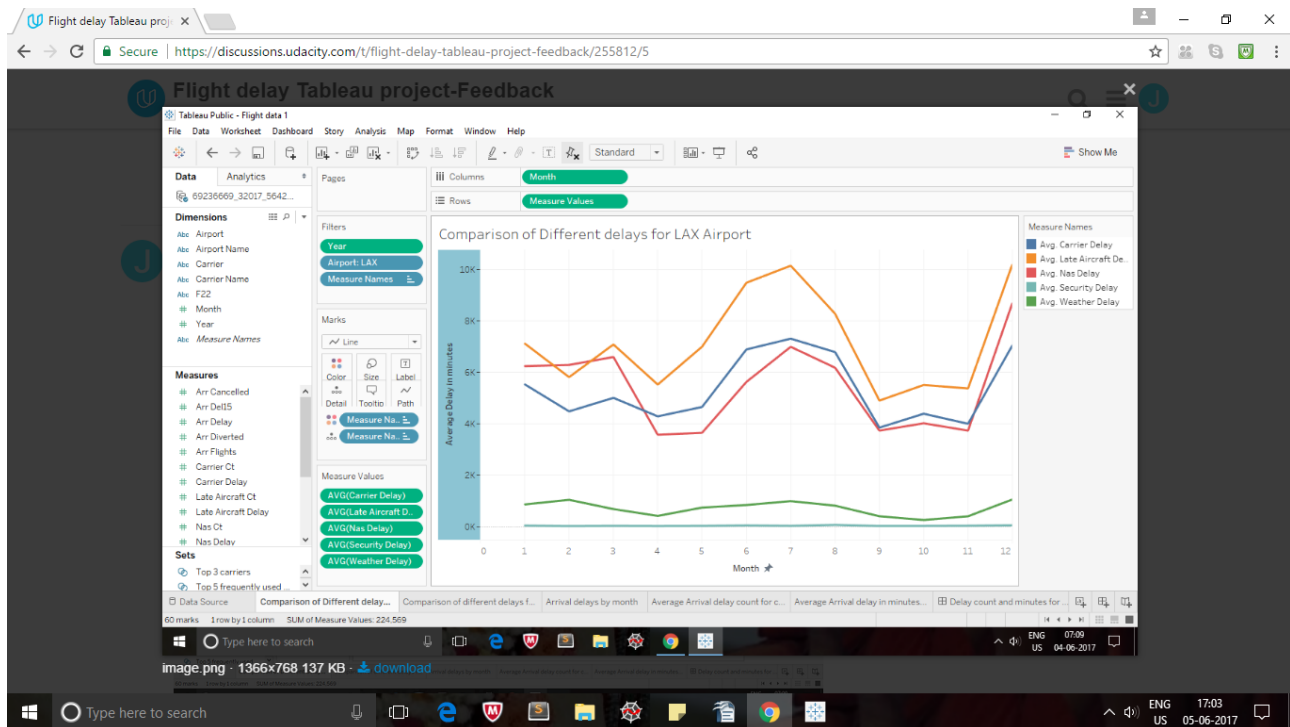 Flight delay Tableau proj
Secure | https://discussions.udacity.com/t/flight-delay-tableau-project-feedback/255812/5
Flight delay Tableau project-Feedback
J
Tableau Public - Flight data 1
File Data Worksheet Dashboard Story Analysis Map Format Window Help
Standard
Show Me
Data Analytics
69236669_32017_5642...
Dimensions
Abc Airport
Abc Airport Name
Abc Carrier
Abc Carrier Name
Abc F22
# Month
# Year
Abc Measure Names
Measures
# Arr Cancelled
# Arr Del15
# Arr Delay
# Arr Diverted
# Arr Flights
# Carrier Ct
# Carrier Delay
# Late Aircraft Ct
# Late Aircraft Delay
# Nas Ct
# Nas Delay
Sets
Top 3 carriers
Top 5 frequently used ...
Pages
Filters
Year
Airport: LAX
Measure Names
Marks
Line
Color Size Label
Detail Tooltip Path
Measure Na..
Measure Na..
Measure Values
AVG(Carrier Delay)
AVG(Late Aircraft D..
AVG(Nas Delay)
AVG(Security Delay)
AVG(Weather Delay)
Columns Month
Rows Measure Values
Comparison of Different delays for LAX Airport
Average Delay in minutes
10K
8K
6K
4K
2K
0K
0 1 2 3 4 5 6 7 8 9 10 11 12
Month
Measure Names
Avg. Carrier Delay
Avg. Late Aircraft De..
Avg. Nas Delay
Avg. Security Delay
Avg. Weather Delay
Data Source Comparison of Different delay... Comparison of different delays f... Arrival delays by month Average Arrival delay count for c... Average Arrival delay in minutes... Delay count and minutes for ...
60 marks 1 row by 1 column SUM of Measure Values: 224,569
Type here to search
ENG 07:09
US 04-06-2017
image.png · 1366×768 137 KB · download
Type here to search
ENG 17:03
US 05-06-2017